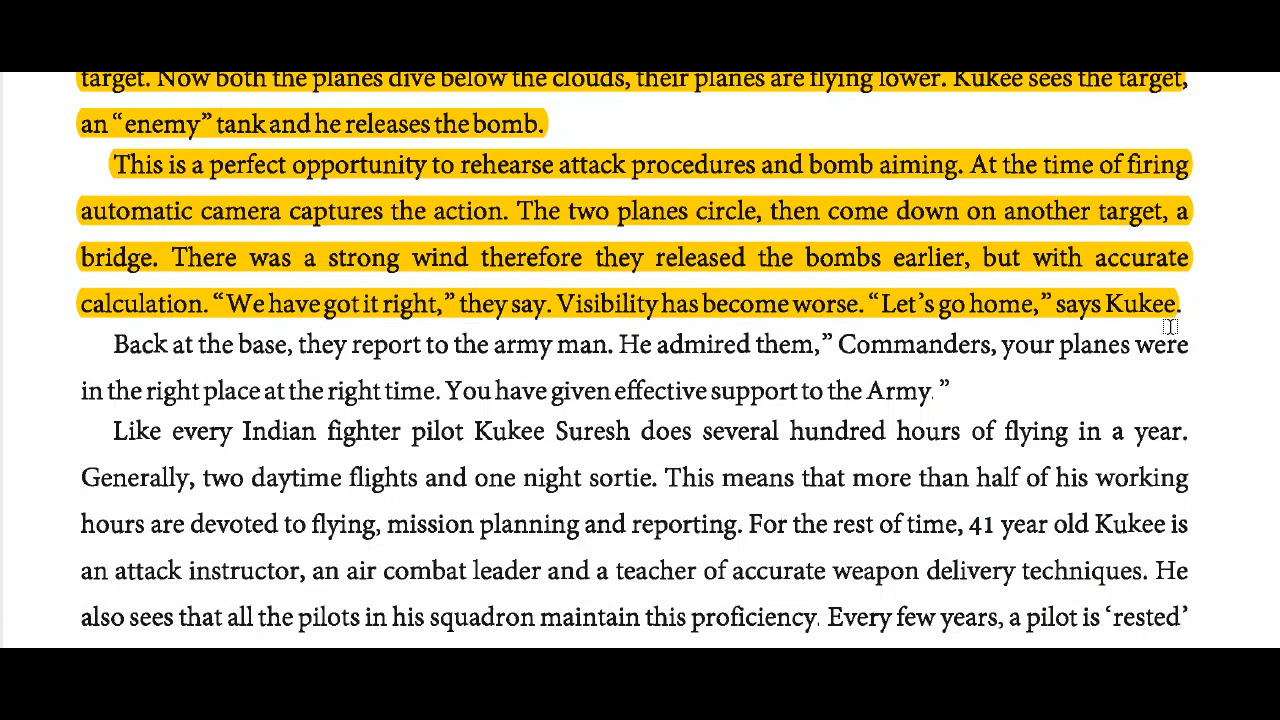 target. Now both the planes dive below the clouds, their planes are flying lower. Kukee sees the target,
an “enemy” tank and he releases the bomb.
This is a perfect opportunity to rehearse attack procedures and bomb aiming. At the time of firing
automatic camera captures the action. The two planes circle, then come down on another target, a
bridge. There was a strong wind therefore they released the bombs earlier, but with accurate
calculation. “We have got it right,” they say. Visibility has become worse. “Let’s go home,” says Kukee.
Back at the base, they report to the army man. He admired them,” Commanders, your planes were
in the right place at the right time. You have given effective support to the Army. ”
Like every Indian fighter pilot Kukee Suresh does several hundred hours of flying in a year.
Generally, two daytime flights and one night sortie. This means that more than half of his working
hours are devoted to flying, mission planning and reporting. For the rest of time, 41 year old Kukee is
an attack instructor, an air combat leader and a teacher of accurate weapon delivery techniques. He
also sees that all the pilots in his squadron maintain this proficiency. Every few years, a pilot is ‘rested’